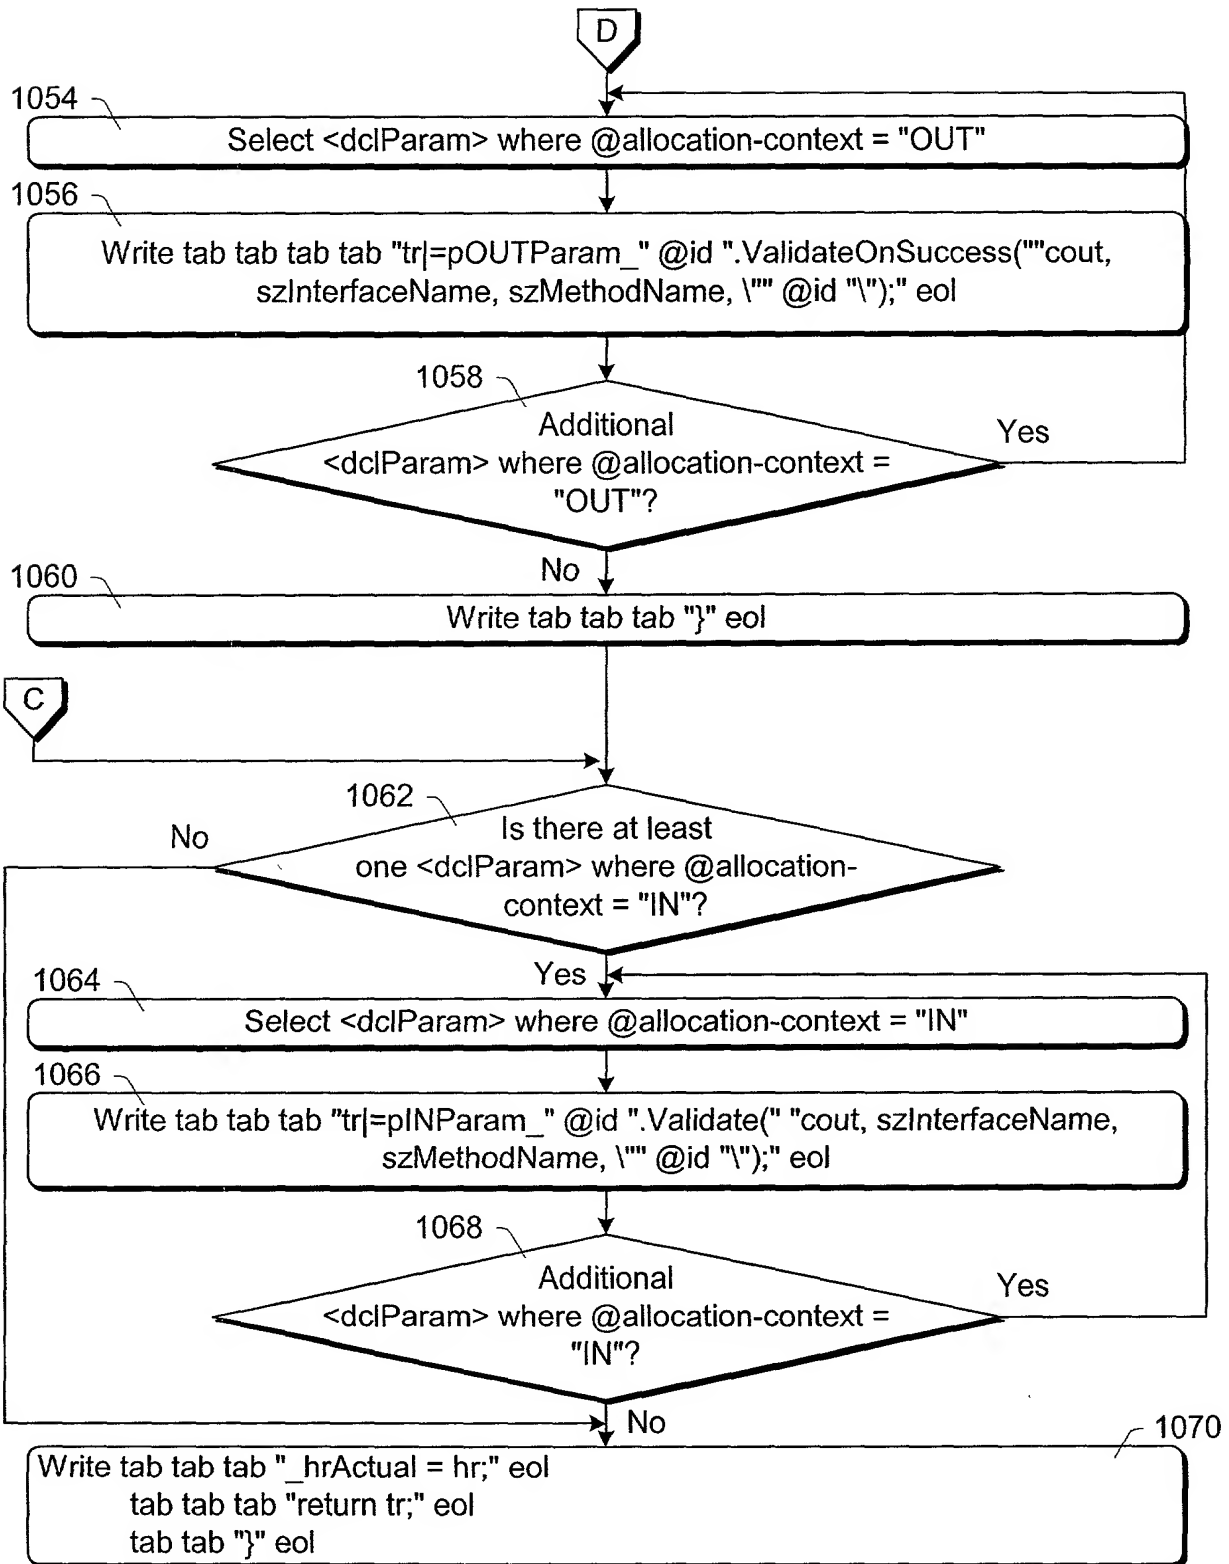 D
1054
Select <dclParam> where @allocation-context = "OUT"
1056
Write tab tab tab tab "tr|=pOUTParam_" @id ".ValidateOnSuccess(""cout,
szInterfaceName, szMethodName, \"" @id "\");" eol
1058
Additional
<dclParam> where @allocation-context =
"OUT"?
Yes
No
1060
Write tab tab tab "}" eol
C
1062
Is there at least
one <dclParam> where @allocation-
context = "IN"?
No
Yes
1064
Select <dclParam> where @allocation-context = "IN"
1066
Write tab tab tab "tr|=pINParam_" @id ".Validate(" "cout, szInterfaceName,
szMethodName, \"" @id "\");" eol
1068
Additional
<dclParam> where @allocation-context =
"IN"?
Yes
No
1070
Write tab tab tab "_hrActual = hr;" eol
tab tab tab "return tr;" eol
tab tab "}" eol